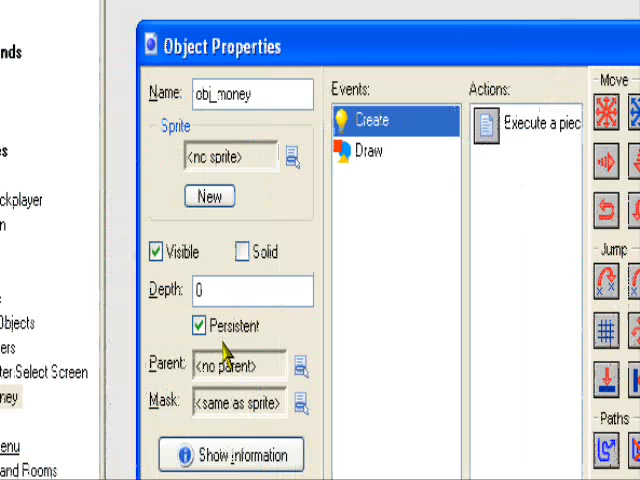 nds
Object Properties
Name: obj_money
Events:
Actions:
Move
Sprite
Create
Execute a piec
<no sprite>
Draw
New
ckplayer
n
Visible
Solid
Jump
Depth: 0
Objects
Persistent
ers
Parent: <no parent>
ter Select Screen
ney
Mask: <same as sprite>
Paths
enu
Show Information
and Rooms